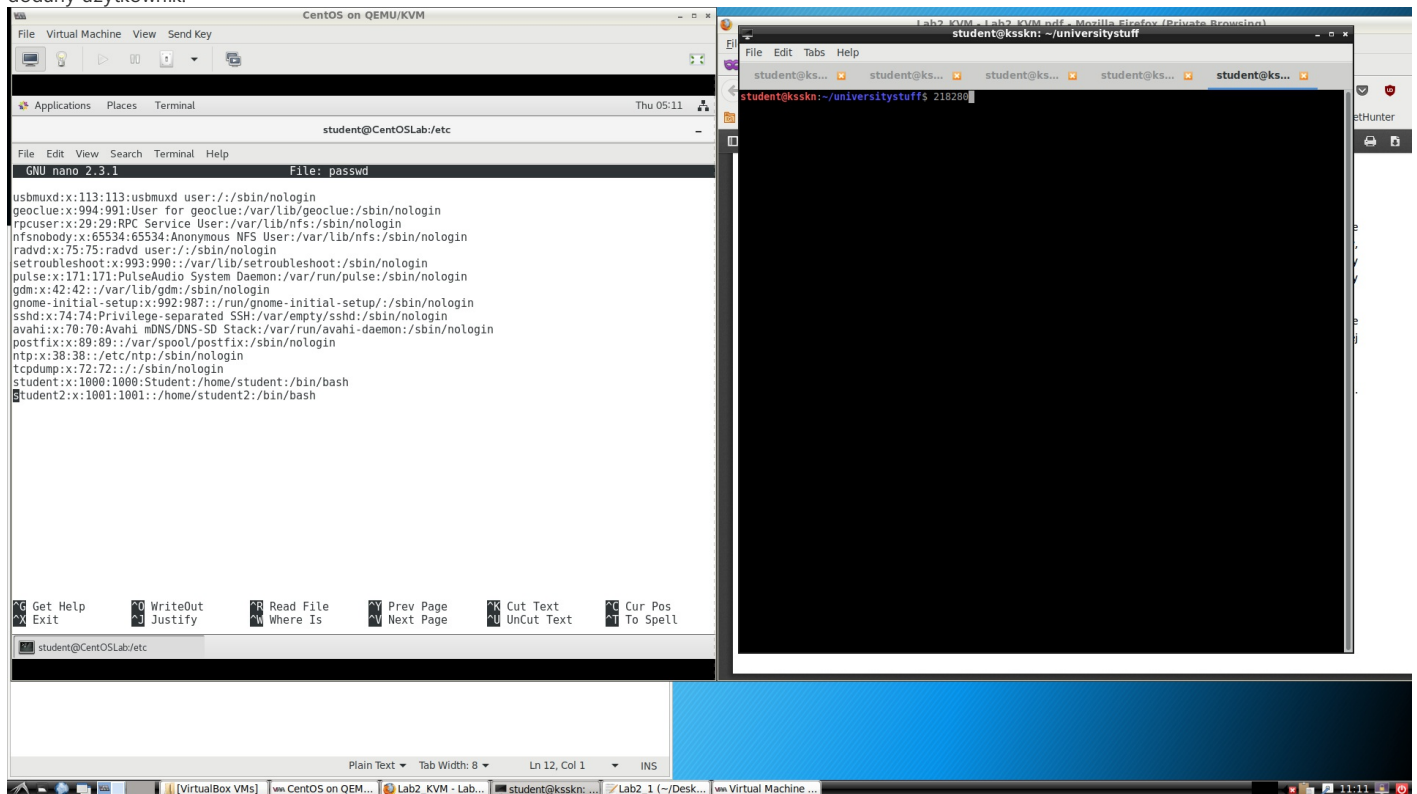 CentOS on QEMU/KVM
File Virtual Machine View Send Key
Applications Places Terminal
Thu 05:11
student@CentOSLab:/etc
File Edit View Search Terminal Help
GNU nano 2.3.1 File: passwd
usbmuxd:x:113:113:usbmuxd user:/:/sbin/nologin
geoclue:x:994:991:User for geoclue:/var/lib/geoclue:/sbin/nologin
rpcuser:x:29:29:RPC Service User:/var/lib/nfs:/sbin/nologin
nfsnobody:x:65534:65534:Anonymous NFS User:/var/lib/nfs:/sbin/nologin
radvd:x:75:75:radvd user:/:/sbin/nologin
setroubleshoot:x:993:990::/var/lib/setroubleshoot:/sbin/nologin
pulse:x:171:171:PulseAudio System Daemon:/var/run/pulse:/sbin/nologin
gdm:x:42:42::/var/lib/gdm:/sbin/nologin
gnome-initial-setup:x:992:987::/run/gnome-initial-setup/:/sbin/nologin
sshd:x:74:74:Privilege-separated SSH:/var/empty/sshd:/sbin/nologin
avahi:x:70:70:Avahi mDNS/DNS-SD Stack:/var/run/avahi-daemon:/sbin/nologin
postfix:x:89:89::/var/spool/postfix:/sbin/nologin
ntp:x:38:38::/etc/ntp:/sbin/nologin
tcpdump:x:72:72::/:/sbin/nologin
student:x:1000:1000:Student:/home/student:/bin/bash
student2:x:1001:1001::/home/student2:/bin/bash
^G Get Help ^O WriteOut ^R Read File ^Y Prev Page ^K Cut Text ^C Cur Pos
^X Exit ^J Justify ^W Where Is ^V Next Page ^U UnCut Text ^T To Spell
student@CentOSLab:/etc
Plain Text Tab Width: 8 Ln 12, Col 1 INS
Lab2_KVM - Lab2_KVM.pdf - Mozilla Firefox (Private Browsing)
student@ksskn: ~/universitystuff
File Edit Tabs Help
student@ks... student@ks... student@ks... student@ks... student@ks...
student@ksskn:~/universitystuff$ 218280
etHunter
[VirtualBox VMs] CentOS on QEM... Lab2_KVM - Lab... student@ksskn: ... Lab2_1 (~/Desk... Virtual Machine ...
11:11